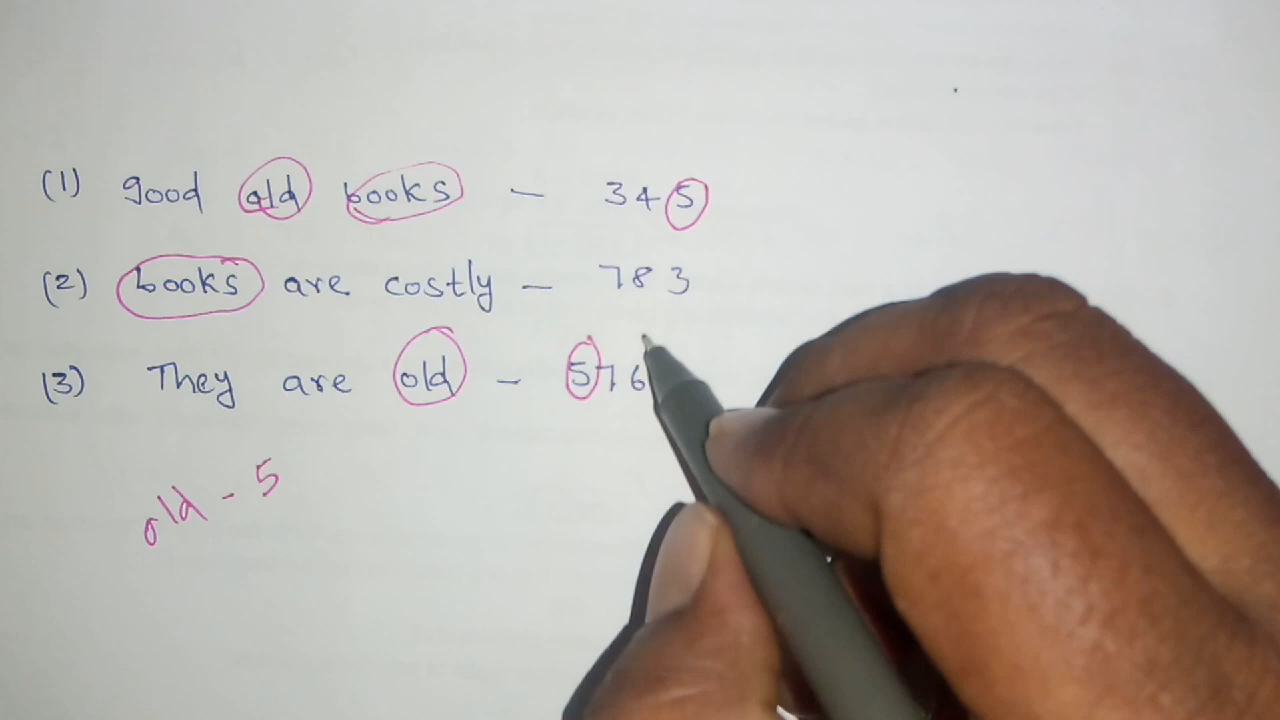 (1) good old books - 345
(2) books are costly - 783
(3) They are old - 576
old - 5